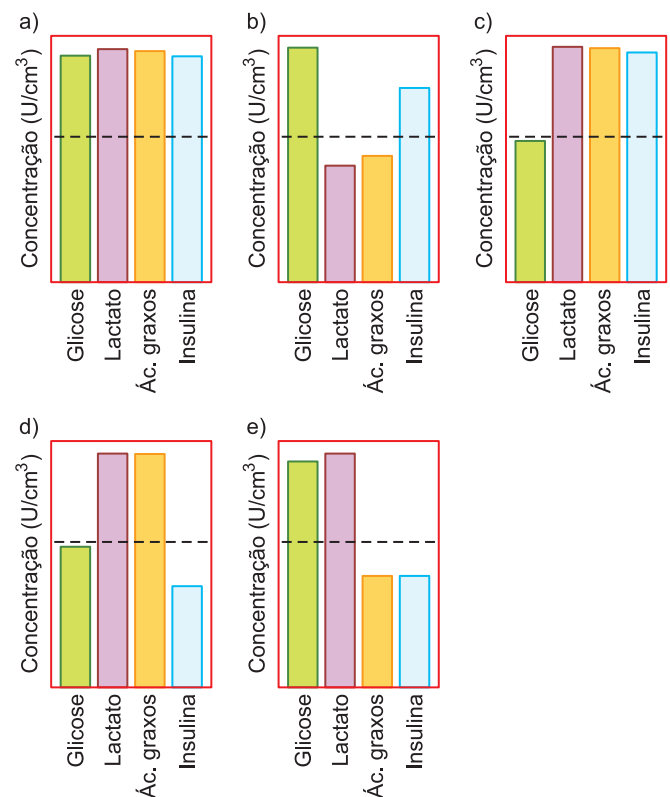 a)
Concentração (U/cm³)
Glicose
Lactato
Ác. graxos
Insulina
b)
Concentração (U/cm³)
Glicose
Lactato
Ác. graxos
Insulina
c)
Concentração (U/cm³)
Glicose
Lactato
Ác. graxos
Insulina
d)
Concentração (U/cm³)
Glicose
Lactato
Ác. graxos
Insulina
e)
Concentração (U/cm³)
Glicose
Lactato
Ác. graxos
Insulina